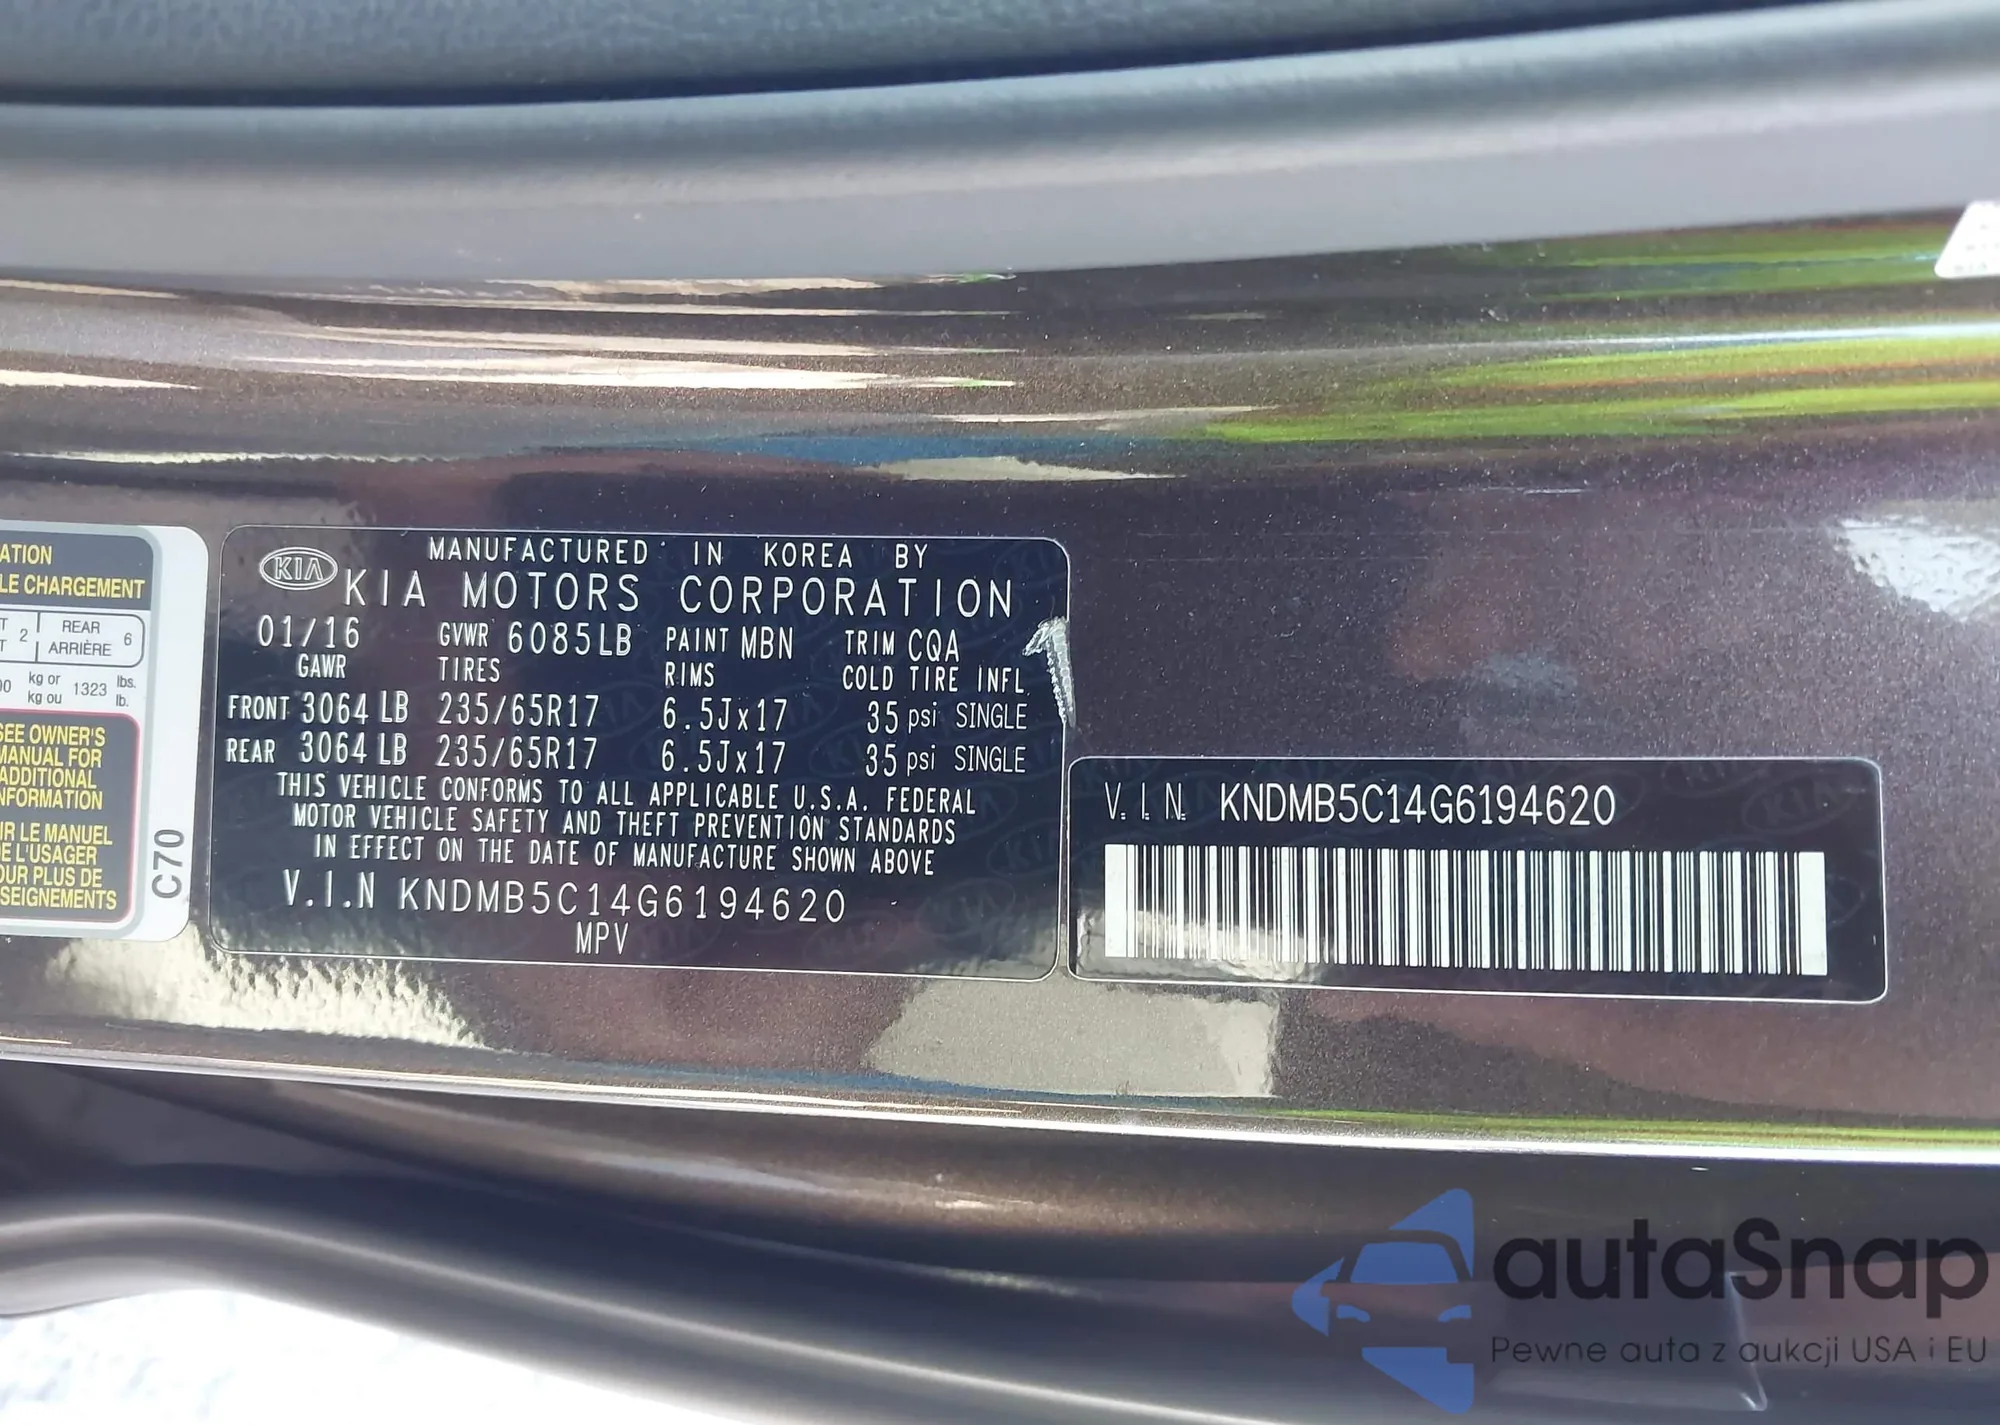 ATION
LE CHARGEMENT
2 REAR 6
ARRIÈRE
kg or 1323 lbs.
kg ou lb.
SEE OWNER'S
MANUAL FOR
ADDITIONAL
NFORMATION
LE MANUEL
L'USAGER
PLUS DE
SEIGNEMENTS
C70
KIA
MANUFACTURED IN KOREA BY
KIA MOTORS CORPORATION
01/16 GVWR 6085LB PAINT MBN TRIM CQA
GAWR TIRES RIMS COLD TIRE INFL
FRONT 3064 LB 235/65R17 6.5Jx17 35 psi SINGLE
REAR 3064 LB 235/65R17 6.5Jx17 35 psi SINGLE
THIS VEHICLE CONFORMS TO ALL APPLICABLE U.S.A. FEDERAL
MOTOR VEHICLE SAFETY AND THEFT PREVENTION STANDARDS
IN EFFECT ON THE DATE OF MANUFACTURE SHOWN ABOVE
V.I.N KNDMB5C14G6194620
MPV
V.I.N. KNDMB5C14G6194620
autaSnap
Pewne auta z aukcji USA i EU